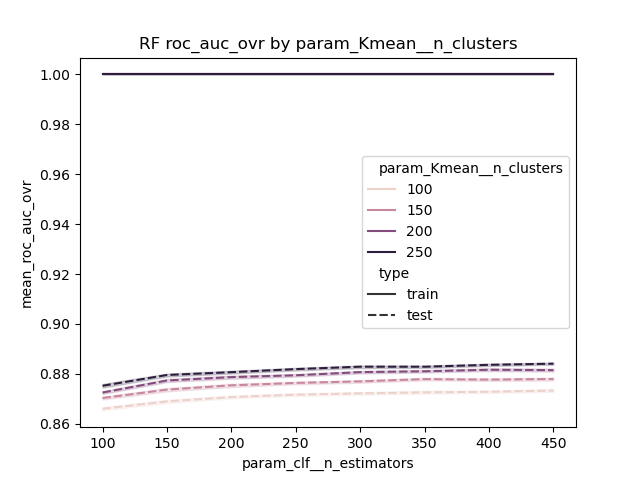 RF roc_auc_ovr by param_Kmean__n_clusters
mean_roc_auc_ovr
1.00
0.98
0.96
0.94
0.92
0.90
0.88
0.86
param_Kmean__n_clusters
100
150
200
250
type
train
test
100 150 200 250 300 350 400 450
param_clf__n_estimators